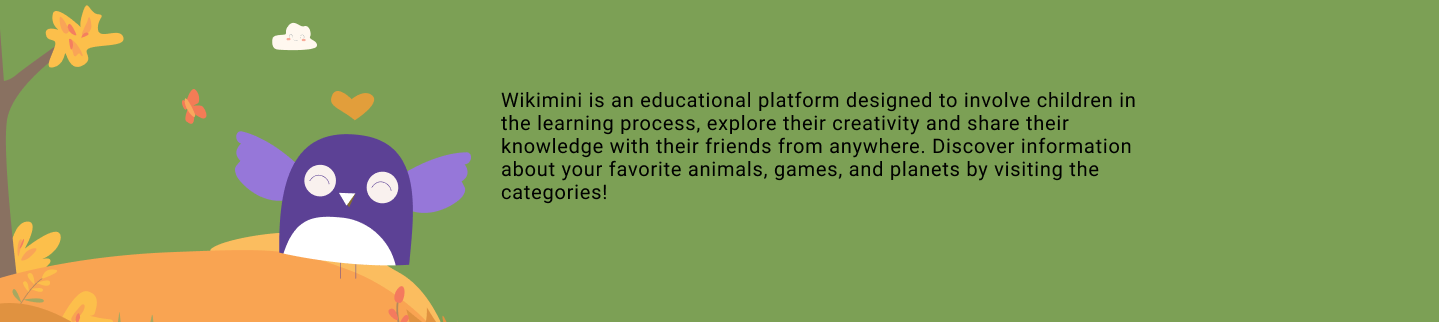 Wikimini is an educational platform designed to involve children in
the learning process, explore their creativity and share their
knowledge with their friends from anywhere. Discover information
about your favorite animals, games, and planets by visiting the
categories!